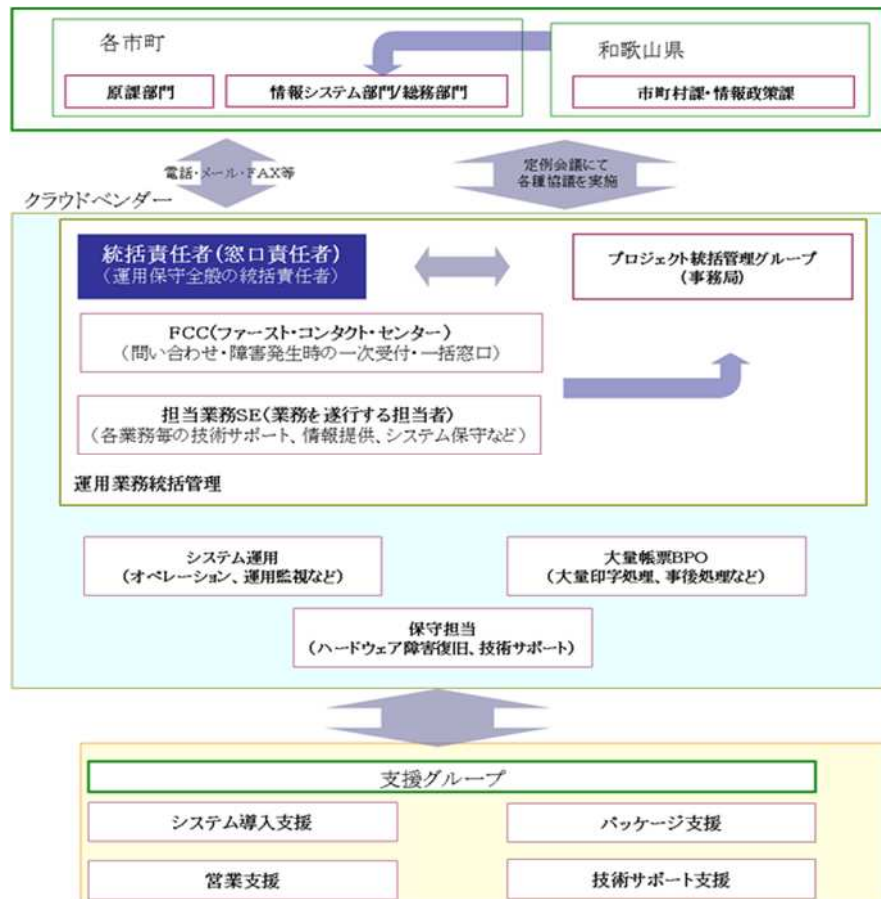 各市町
和歌山県
原課部門
情報システム部門/総務部門
市町村課・情報政策課
電話・メール・FAX等
定例会議にて
各種協議を実施
クラウドベンダー
統括責任者(窓口責任者)
(運用保守全般の統括責任者)
プロジェクト統括管理グループ
(事務局)
FCC(ファースト・コンタクト・センター)
(問い合わせ・障害発生時の一次受付・一括窓口)
担当業務SE(業務を遂行する担当者)
(各業務毎の技術サポート、情報提供、システム保守など)
運用業務統括管理
システム運用
(オペレーション、運用監視など)
大量帳票BPO
(大量印字処理、事後処理など)
保守担当
(ハードウェア障害復旧、技術サポート)
支援グループ
システム導入支援
パッケージ支援
営業支援
技術サポート支援